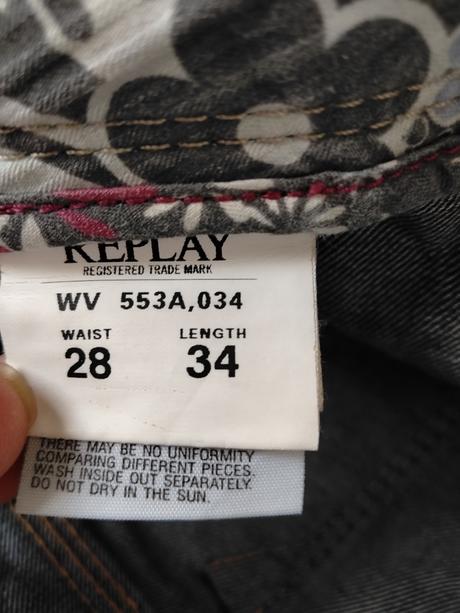 REPLAY
REGISTERED TRADE MARK
WV 553A,034
WAIST LENGTH
28 34
THERE MAY BE NO UNIFORMITY
COMPARING DIFFERENT PIECES.
WASH INSIDE OUT SEPARATELY.
DO NOT DRY IN THE SUN.